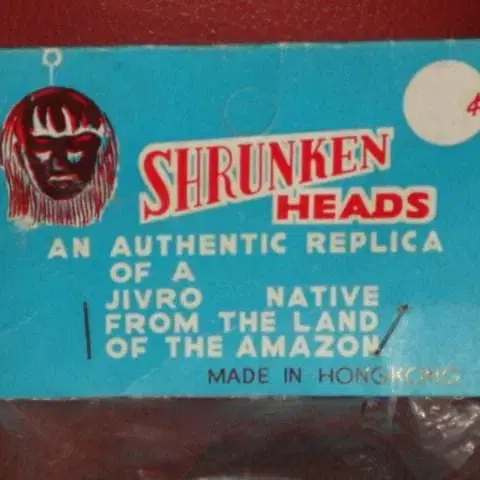 SHRUNKEN
HEADS
¢
AN AUTHENTIC REPLICA
OF A
JIVRO NATIVE
FROM THE LAND
OF THE AMAZON
MADE IN HONG KONG